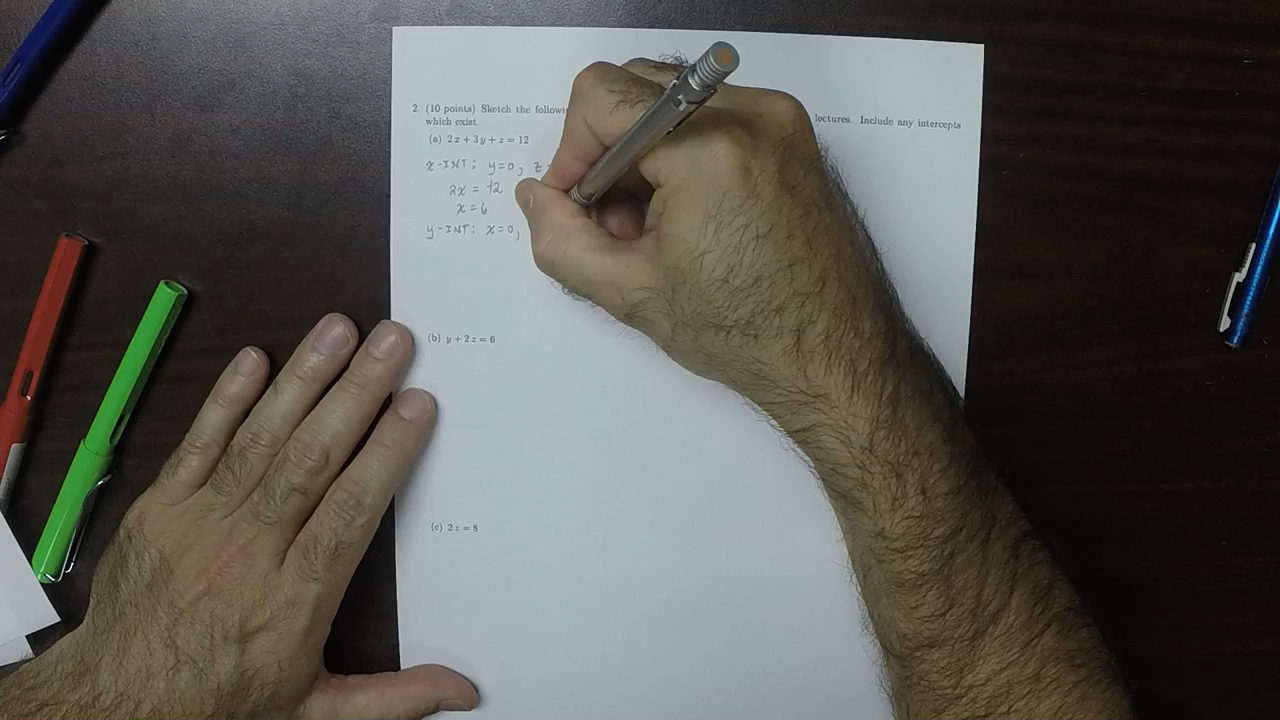 2. (10 points) Sketch the lectures. Include any intercepts
which exist.
(a) 2x + 3y + z = 12
x-INT: y=0, z
2x = 12
x = 6
y-INT: x=0,
(b) y + 2z = 6
(c) 2z = 8